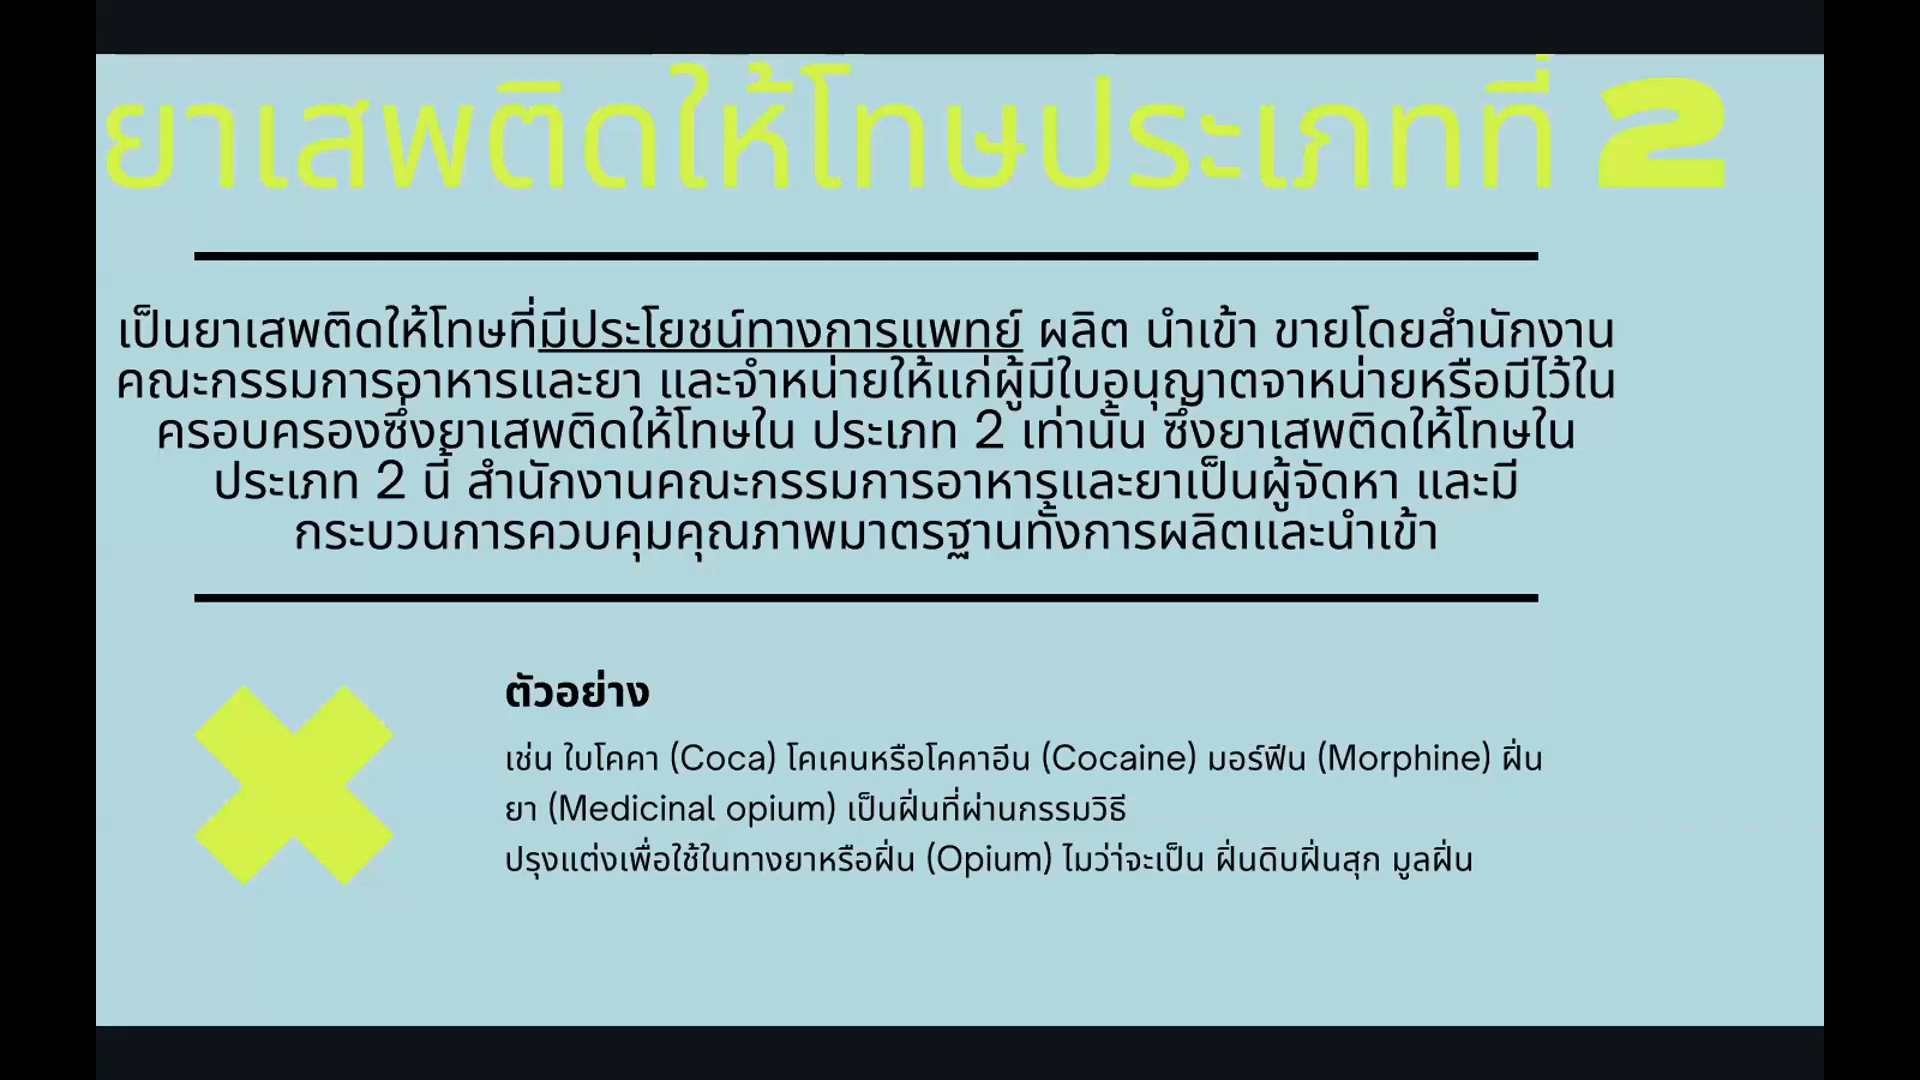 ยาเสพติดให้โทษประเภทที่ 2
เป็นยาเสพติดให้โทษที่มีประโยชน์ทางการแพทย์ ผลิต นำเข้า ขายโดยสำนักงาน
คณะกรรมการอาหารและยา และจำหน่ายให้แก่ผู้มีใบอนุญาตจาหน่ายหรือมีไว้ใน
ครอบครองซึ่งยาเสพติดให้โทษใน ประเภท 2 เท่านั้น ซึ่งยาเสพติดให้โทษใน
ประเภท 2 นี้ สำนักงานคณะกรรมการอาหารและยาเป็นผู้จัดหา และมี
กระบวนการควบคุมคุณภาพมาตรฐานทั้งการผลิตและนำเข้า
ตัวอย่าง
เช่น ใบโคคา (Coca) โคเคนหรือโคคาอีน (Cocaine) มอร์ฟีน (Morphine) ฝิ่น
ยา (Medicinal opium) เป็นฝิ่นที่ผ่านกรรมวิธี
ปรุงแต่งเพื่อใช้ในทางยาหรือฝิ่น (Opium) ไมว่า่จะเป็น ฝิ่นดิบฝิ่นสุก มูลฝิ่น